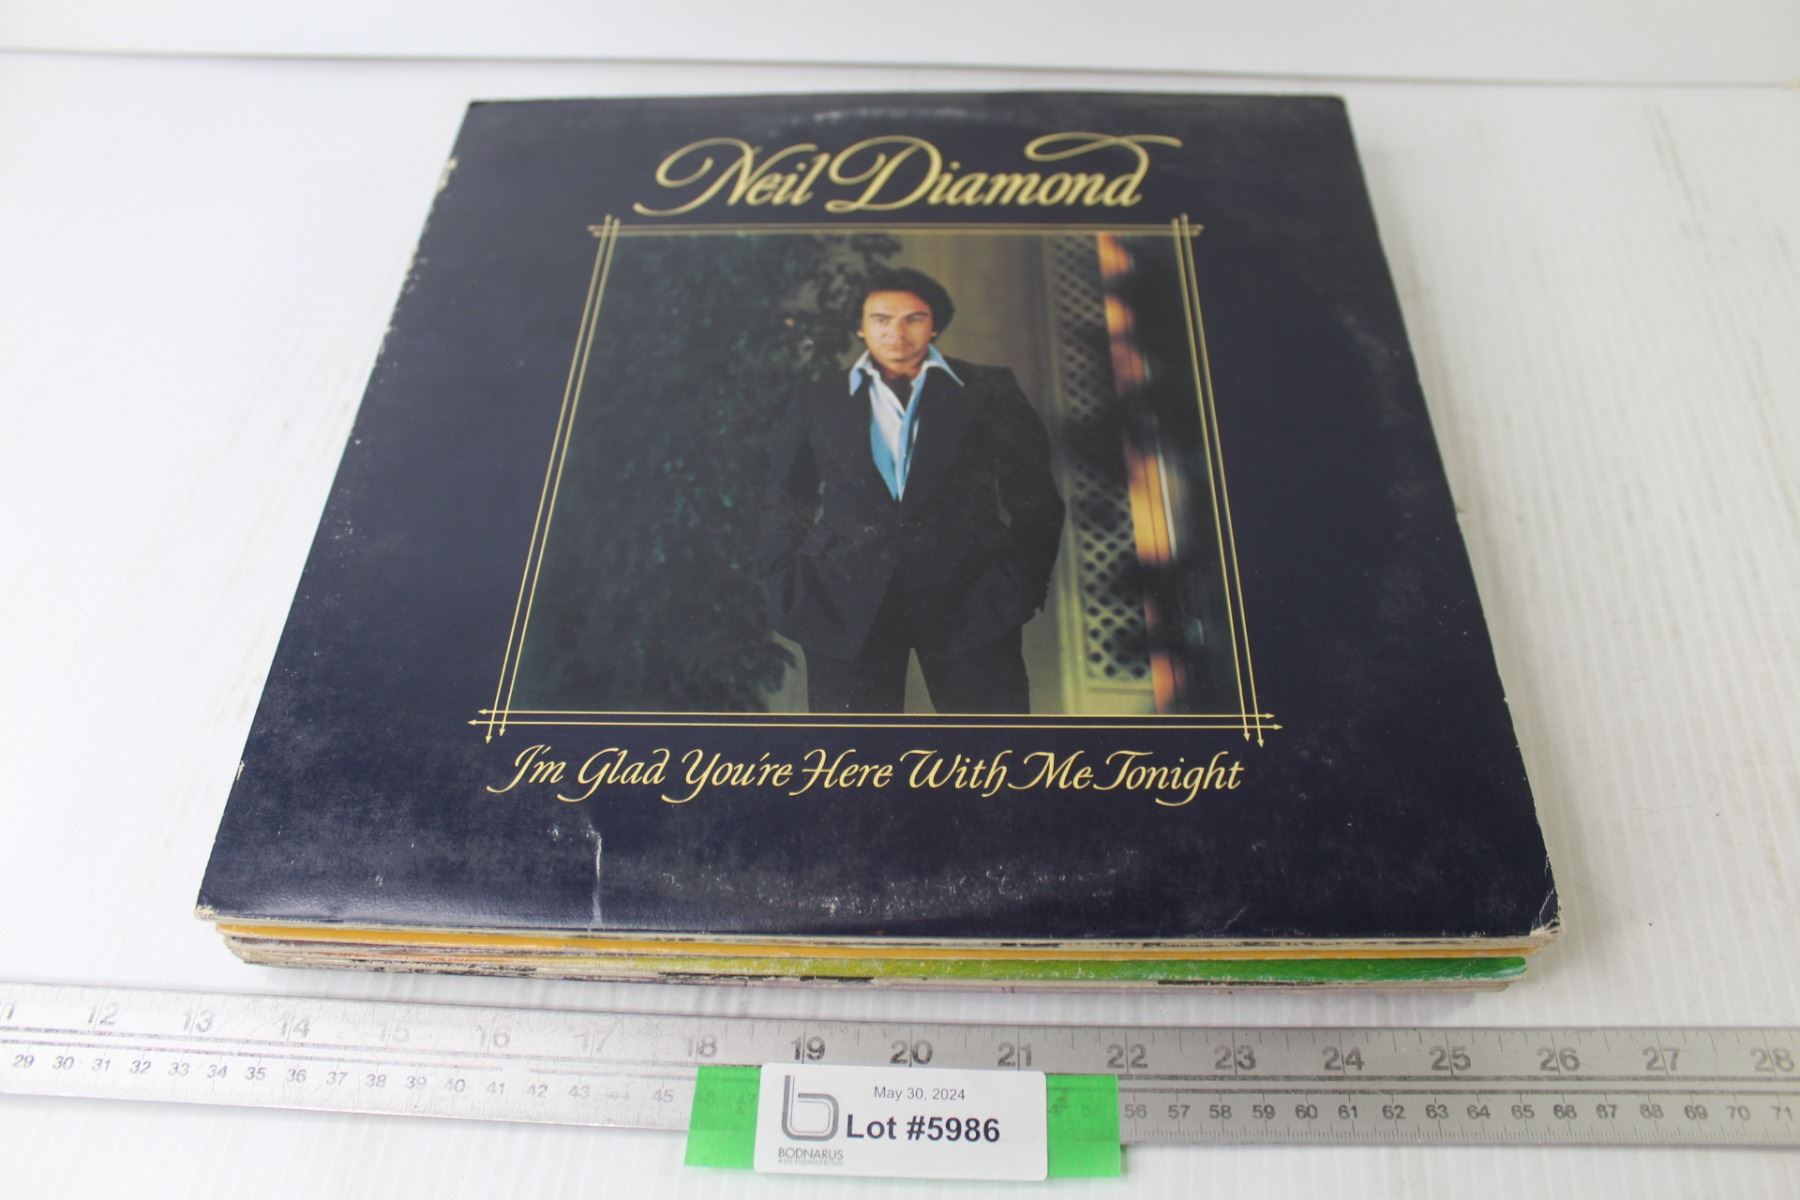 Neil Diamond
I'm Glad You're Here With Me Tonight
1 12 13 14 15 16 17 18 19 20 21 22 23 24 25 26 27 28
29 30 31 32 33 34 35 36 37 38 39 40 41 42 43 44 45 56 57 58 59 60 61 62 63 64 65 66 67 68 69 70 71
May 30, 2024
b Lot #5986
BODNARUS
AUCTIONEERING